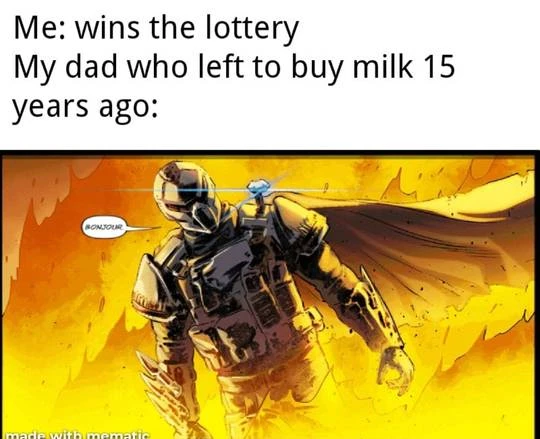 Me: wins the lottery
My dad who left to buy milk 15
years ago:
BONJOUR
made with mematic